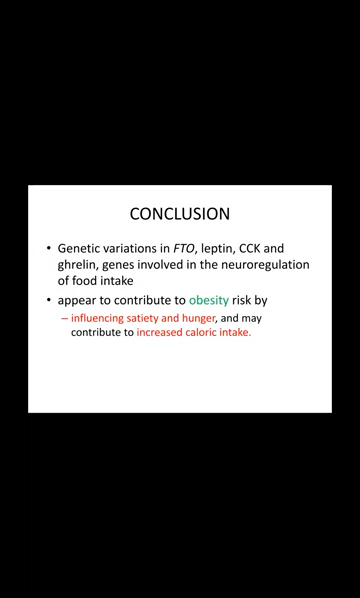 CONCLUSION
• Genetic variations in FTO, leptin, CCK and
ghrelin, genes involved in the neuroregulation
of food intake
• appear to contribute to obesity risk by
– influencing satiety and hunger, and may
contribute to increased caloric intake.